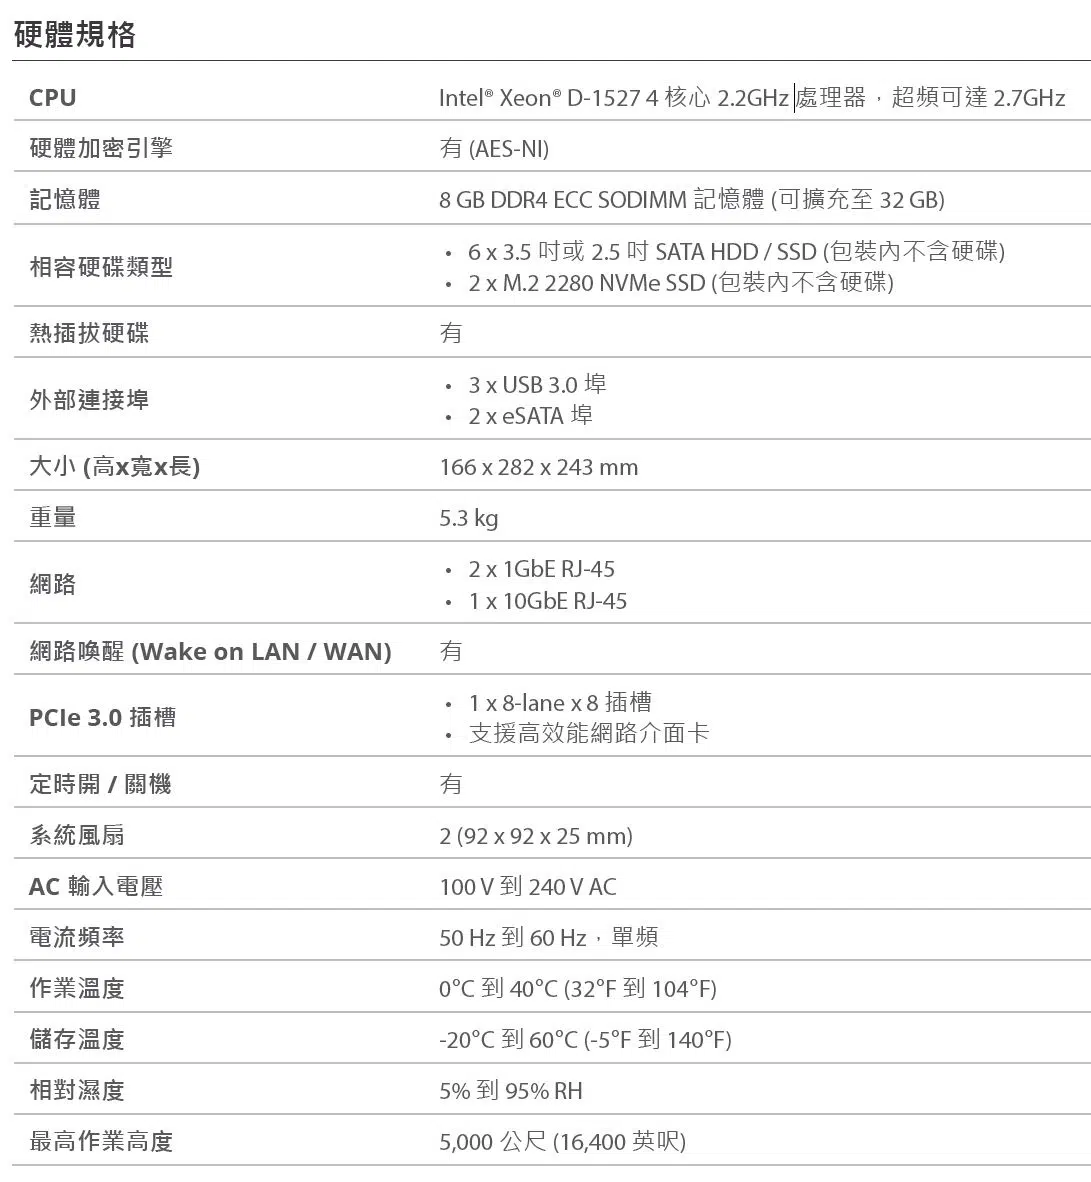 硬體規格
CPU Intel® Xeon® D-1527 4 核心 2.2GHz 處理器，超頻可達 2.7GHz
硬體加密引擎 有 (AES-NI)
記憶體 8 GB DDR4 ECC SODIMM 記憶體 (可擴充至 32 GB)
相容硬碟類型
• 6 x 3.5 吋或 2.5 吋 SATA HDD / SSD (包裝內不含硬碟)
• 2 x M.2 2280 NVMe SSD (包裝內不含硬碟)
熱插拔硬碟 有
外部連接埠
• 3 x USB 3.0 埠
• 2 x eSATA 埠
大小 (高x寬x長) 166 x 282 x 243 mm
重量 5.3 kg
網路
• 2 x 1GbE RJ-45
• 1 x 10GbE RJ-45
網路喚醒 (Wake on LAN / WAN) 有
PCIe 3.0 插槽
• 1 x 8-lane x 8 插槽
• 支援高效能網路介面卡
定時開 / 關機 有
系統風扇 2 (92 x 92 x 25 mm)
AC 輸入電壓 100 V 到 240 V AC
電流頻率 50 Hz 到 60 Hz，單頻
作業溫度 0°C 到 40°C (32°F 到 104°F)
儲存溫度 -20°C 到 60°C (-5°F 到 140°F)
相對濕度 5% 到 95% RH
最高作業高度 5,000 公尺 (16,400 英呎)